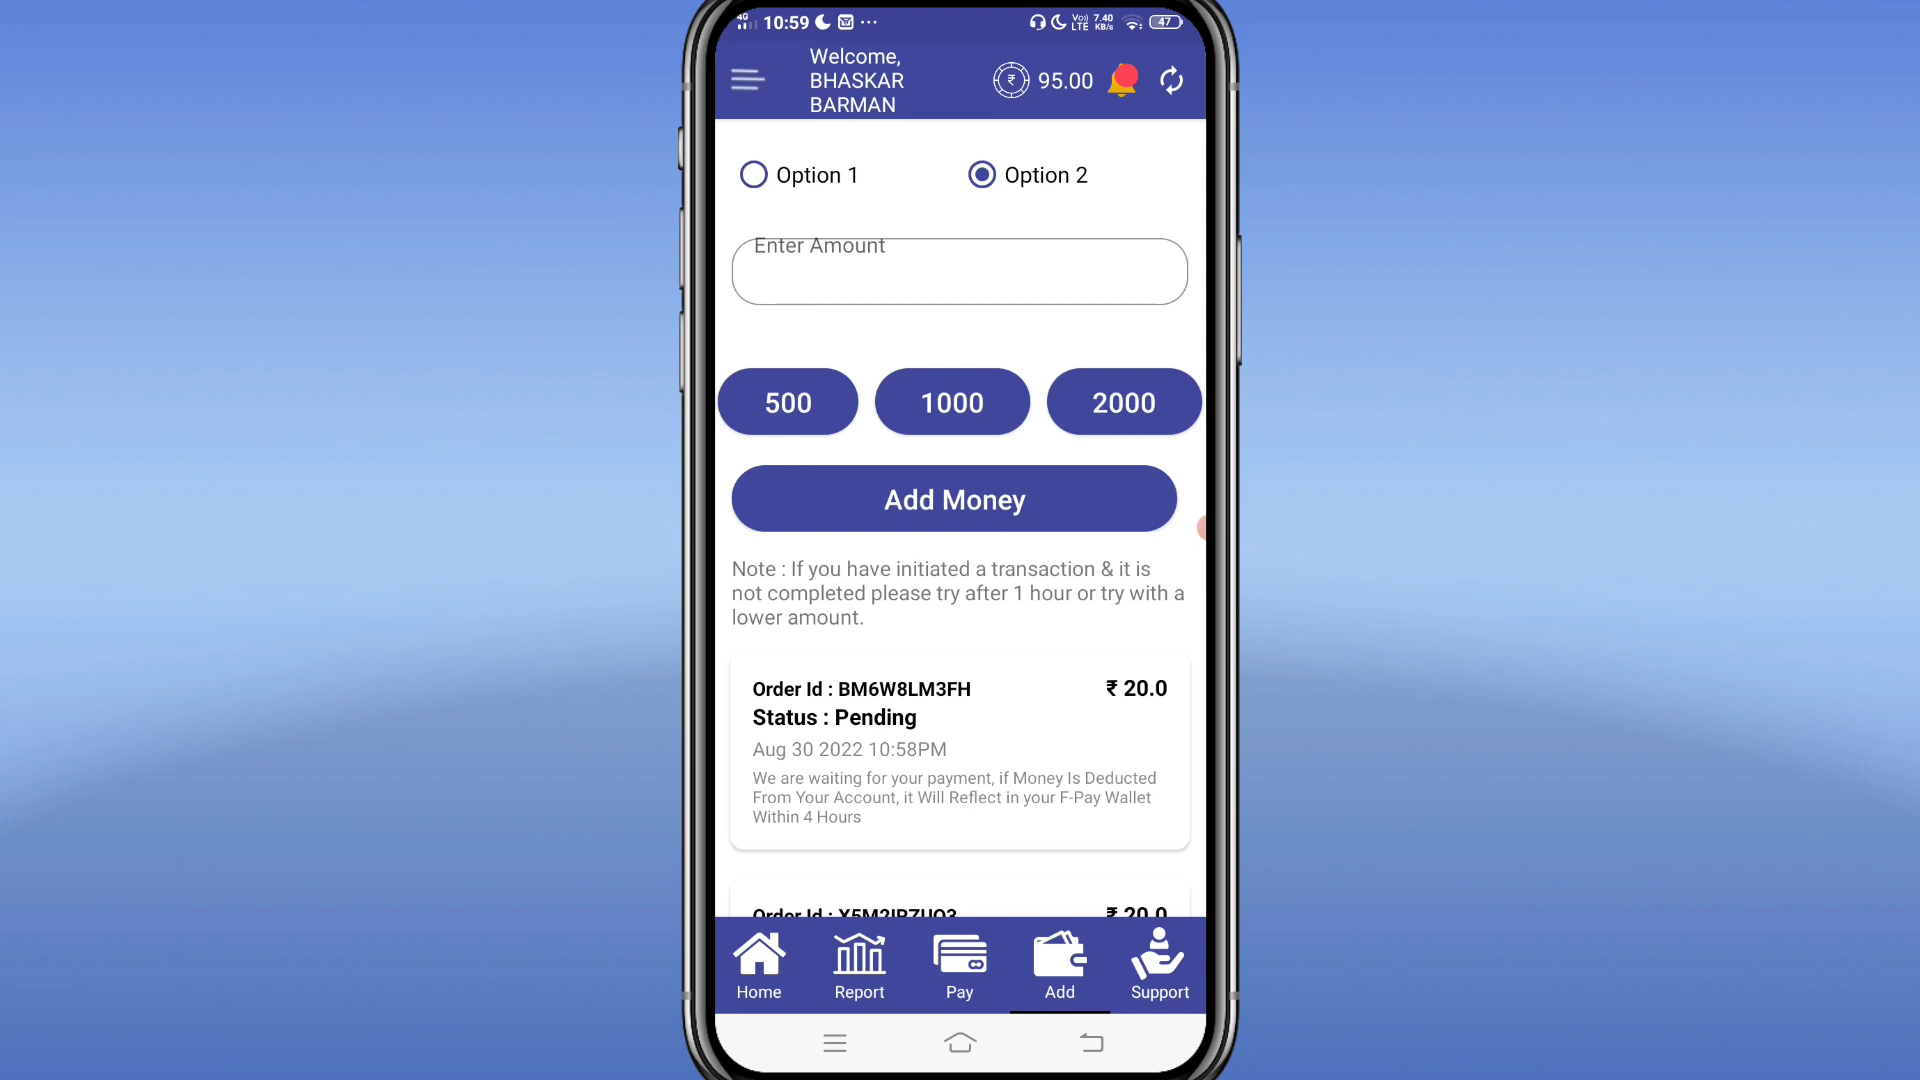 4G 10:59 ... Vo) LTE 7.40 KB/s 47
Welcome,
BHASKAR
BARMAN
₹ 95.00
Option 1 Option 2
Enter Amount
500 1000 2000
Add Money
Note : If you have initiated a transaction & it is
not completed please try after 1 hour or try with a
lower amount.
Order Id : BM6W8LM3FH ₹ 20.0
Status : Pending
Aug 30 2022 10:58PM
We are waiting for your payment, if Money Is Deducted
From Your Account, it Will Reflect in your F-Pay Wallet
Within 4 Hours
Order Id : ₹ 20.0
Home Report Pay Add Support